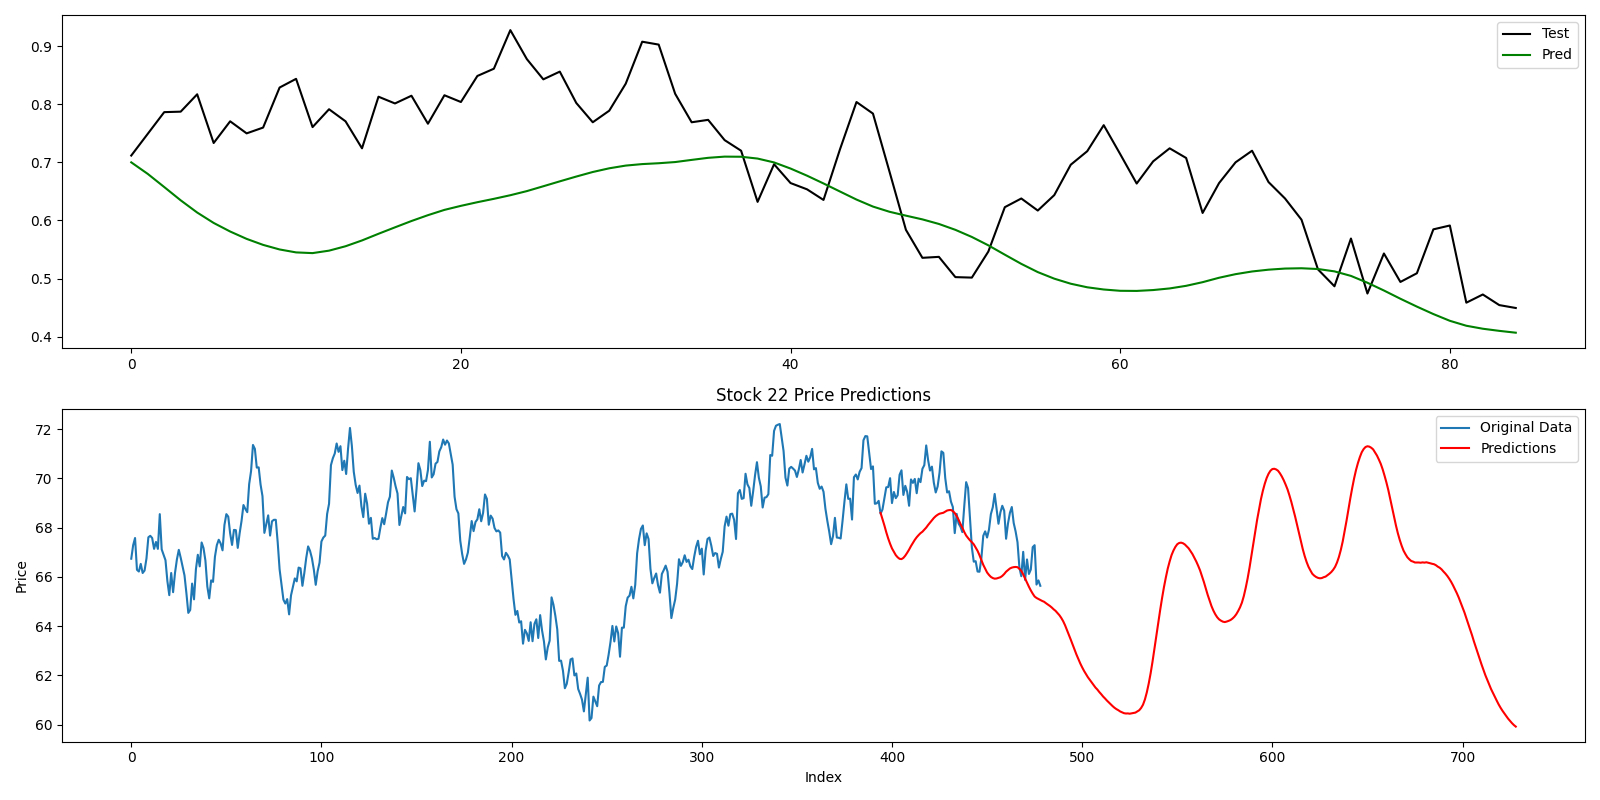 0.9
0.8
0.7
0.6
0.5
0.4
Test
Pred
0 20 40 60 80
Stock 22 Price Predictions
72
70
68
66
64
62
60
Price
Original Data
Predictions
0 100 200 300 400 500 600 700
Index